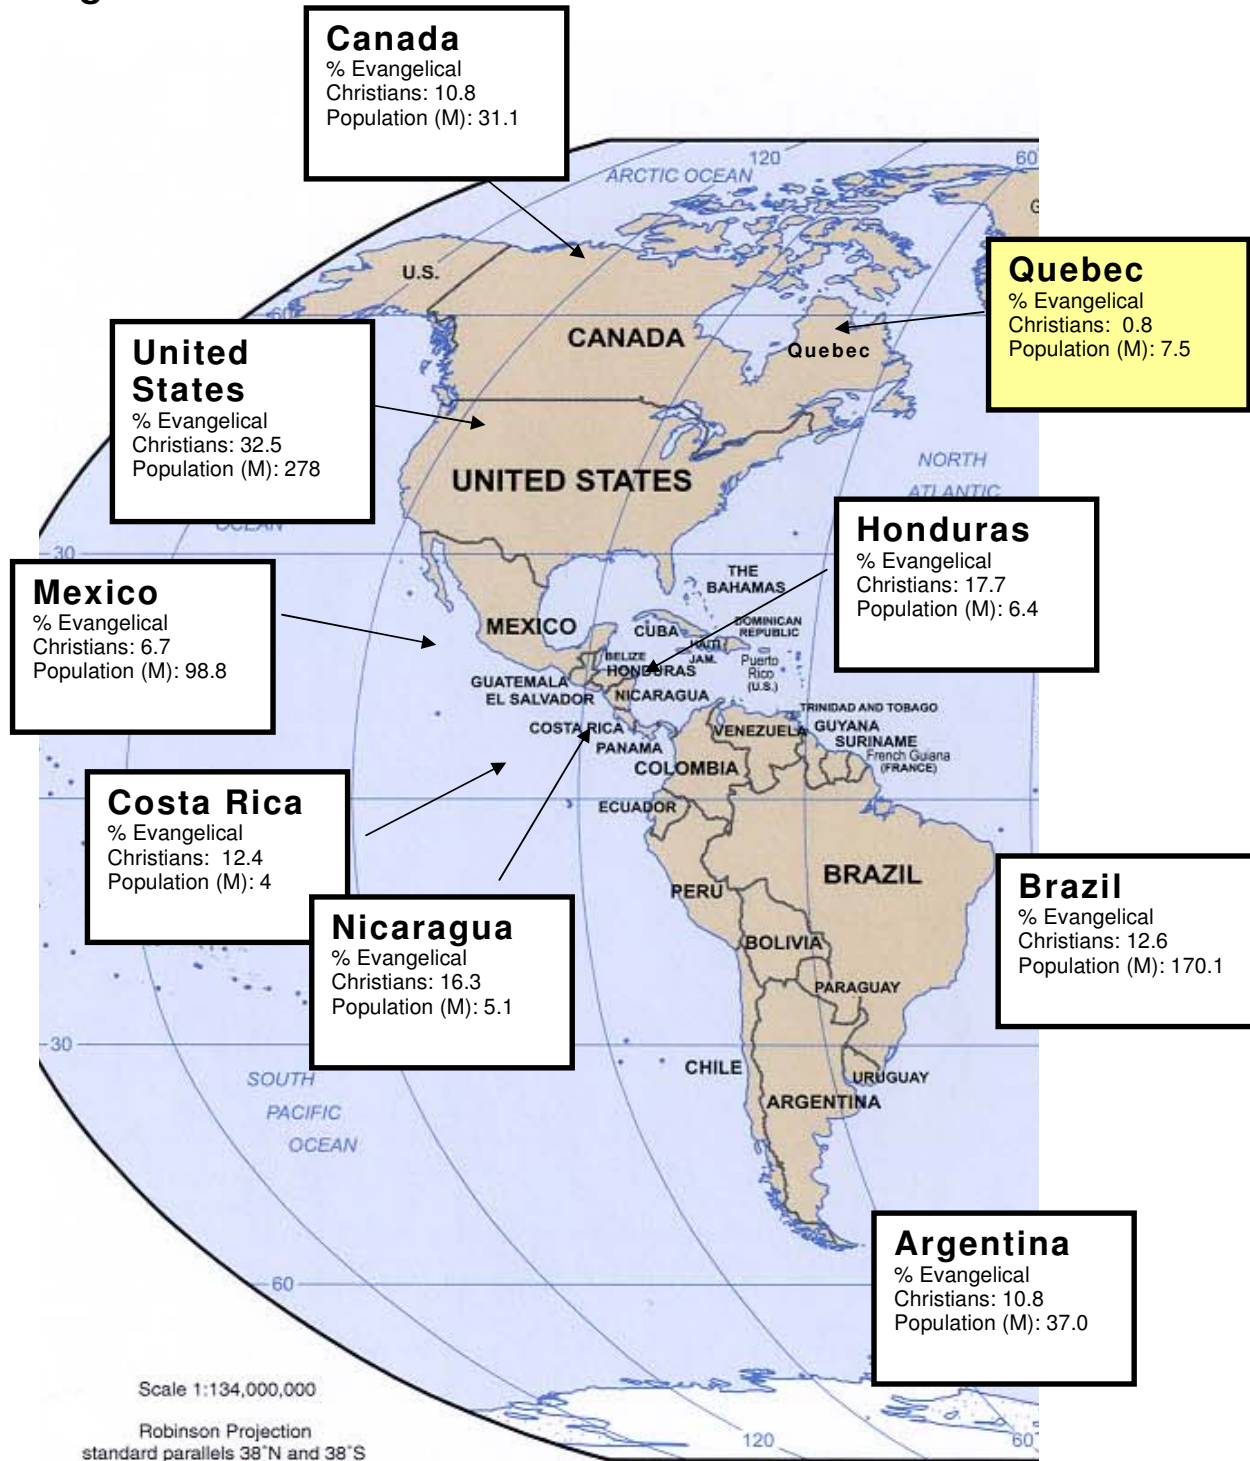 Canada
% Evangelical
Christians: 10.8
Population (M): 31.1
120
60
ARCTIC OCEAN
G
U.S.
Quebec
% Evangelical
Christians: 0.8
Population (M): 7.5
CANADA
Quebec
United
States
% Evangelical
Christians: 32.5
Population (M): 278
UNITED STATES
NORTH
ATLANTIC
OCEAN
30
Honduras
% Evangelical
Christians: 17.7
Population (M): 6.4
Mexico
% Evangelical
Christians: 6.7
Population (M): 98.8
THE
BAHAMAS
MEXICO
CUBA
DOMINICAN
REPUBLIC
HAITI
JAM.
BELIZE
HONDURAS
Puerto
Rico
(U.S.)
GUATEMALA
EL SALVADOR
NICARAGUA
COSTA RICA
PANAMA
TRINIDAD AND TOBAGO
VENEZUELA
GUYANA
SURINAME
French Guiana
(FRANCE)
COLOMBIA
ECUADOR
Costa Rica
% Evangelical
Christians: 12.4
Population (M): 4
PERU
BRAZIL
Brazil
% Evangelical
Christians: 12.6
Population (M): 170.1
Nicaragua
% Evangelical
Christians: 16.3
Population (M): 5.1
BOLIVIA
PARAGUAY
30
CHILE
URUGUAY
ARGENTINA
SOUTH
PACIFIC
OCEAN
Argentina
% Evangelical
Christians: 10.8
Population (M): 37.0
60
Scale 1:134,000,000
Robinson Projection
standard parallels 38°N and 38°S
120
60